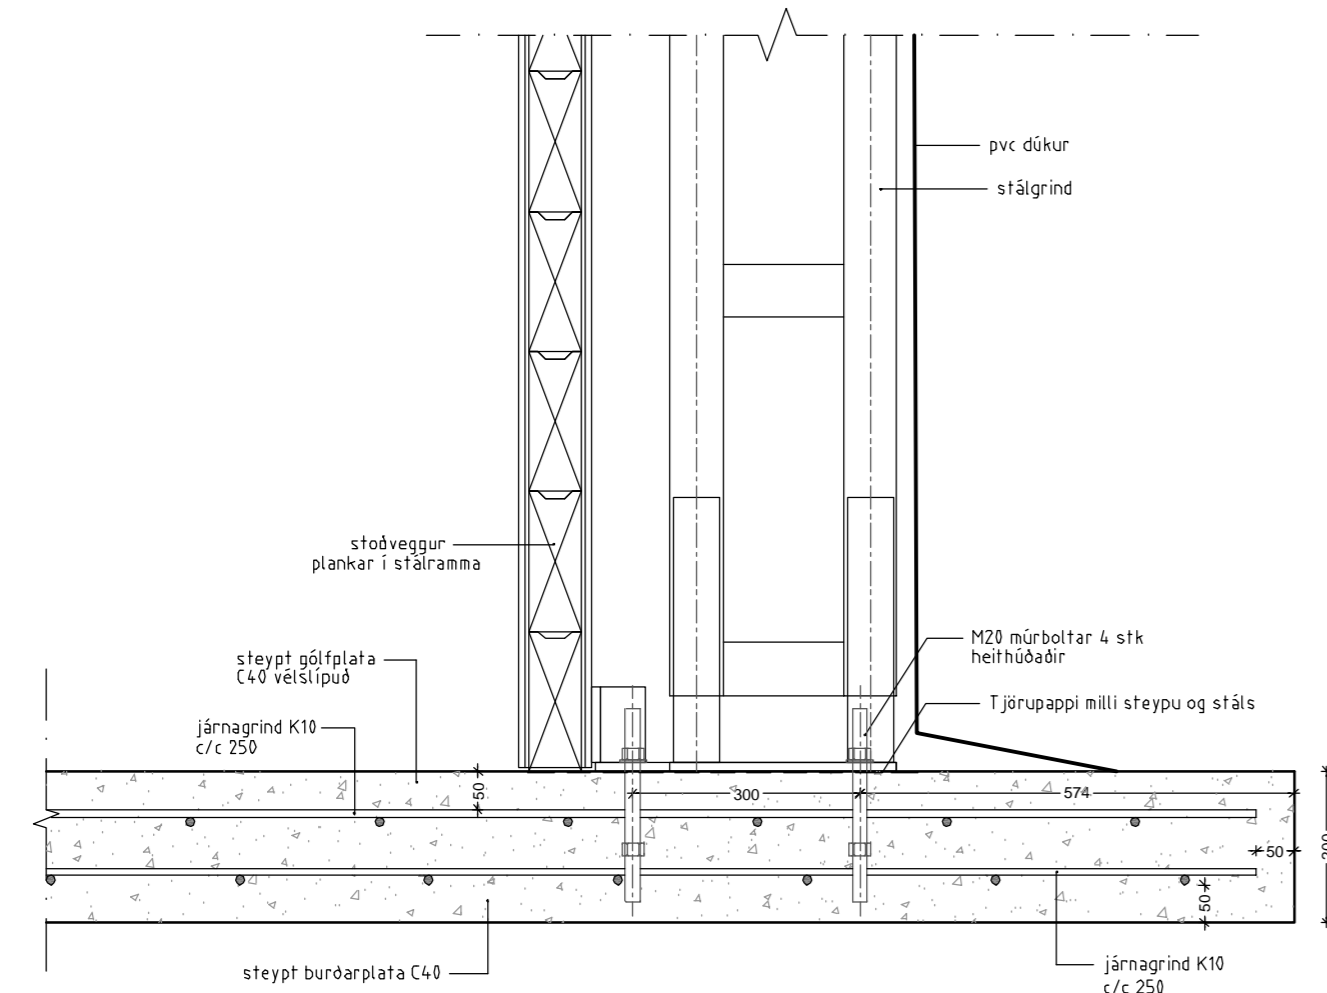 pvc dúkur
stálgrind
stoðveggur
plankar í stálramma
M20 múrboltar 4 stk
heithúðaðir
steypt gólfplata
C40 vélslípuð
Tjörupappi milli steypu og stáls
járnagrind K10
c/c 250
50
300
574
50
200
50
steypt burðarplata C40
járnagrind K10
c/c 250